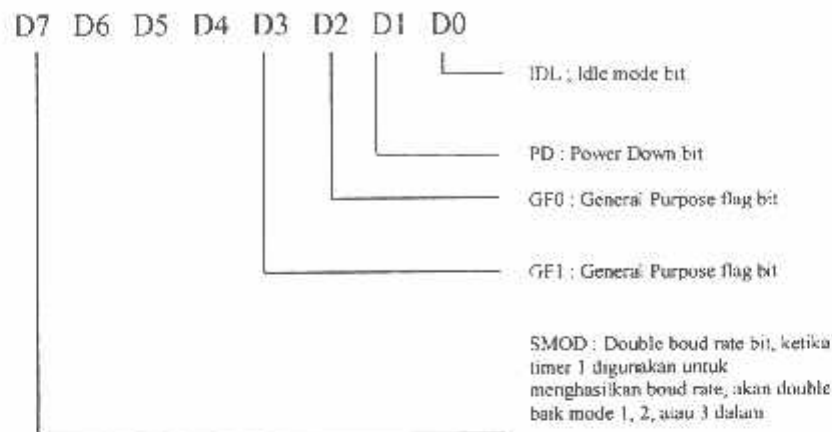 D7 D6 D5 D4 D3 D2 D1 D0
IDL ; Idle mode bit
PD : Power Down bit
GF0 : General Purpose flag bit
GF1 : General Purpose flag bit
SMOD : Double boud rate bit, ketika
timer 1 digunakan untuk
menghasilkan boud rate, akan double
baik mode 1, 2, atau 3 dalam